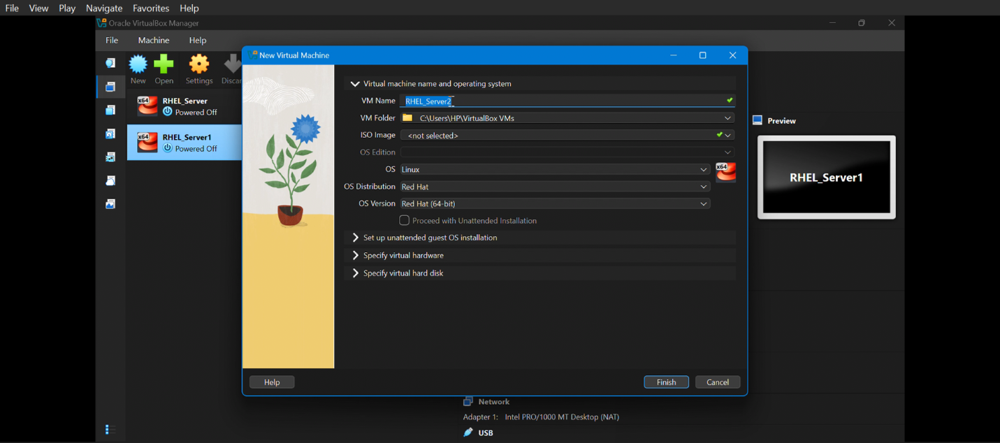 File View Play Navigate Favorites Help
Oracle VirtualBox Manager
File Machine Help
New Open Settings Discar
x64 RHEL_Server
Powered Off
x64 RHEL_Server1
Powered Off
New Virtual Machine
Virtual machine name and operating system
VM Name RHEL_Server2
VM Folder C:\Users\HP\VirtualBox VMs
ISO Image <not selected>
OS Edition
OS Linux
x64
OS Distribution Red Hat
OS Version Red Hat (64-bit)
Proceed with Unattended Installation
Set up unattended guest OS installation
Specify virtual hardware
Specify virtual hard disk
Help Finish Cancel
Preview
RHEL_Server1
Network
Adapter 1: Intel PRO/1000 MT Desktop (NAT)
USB